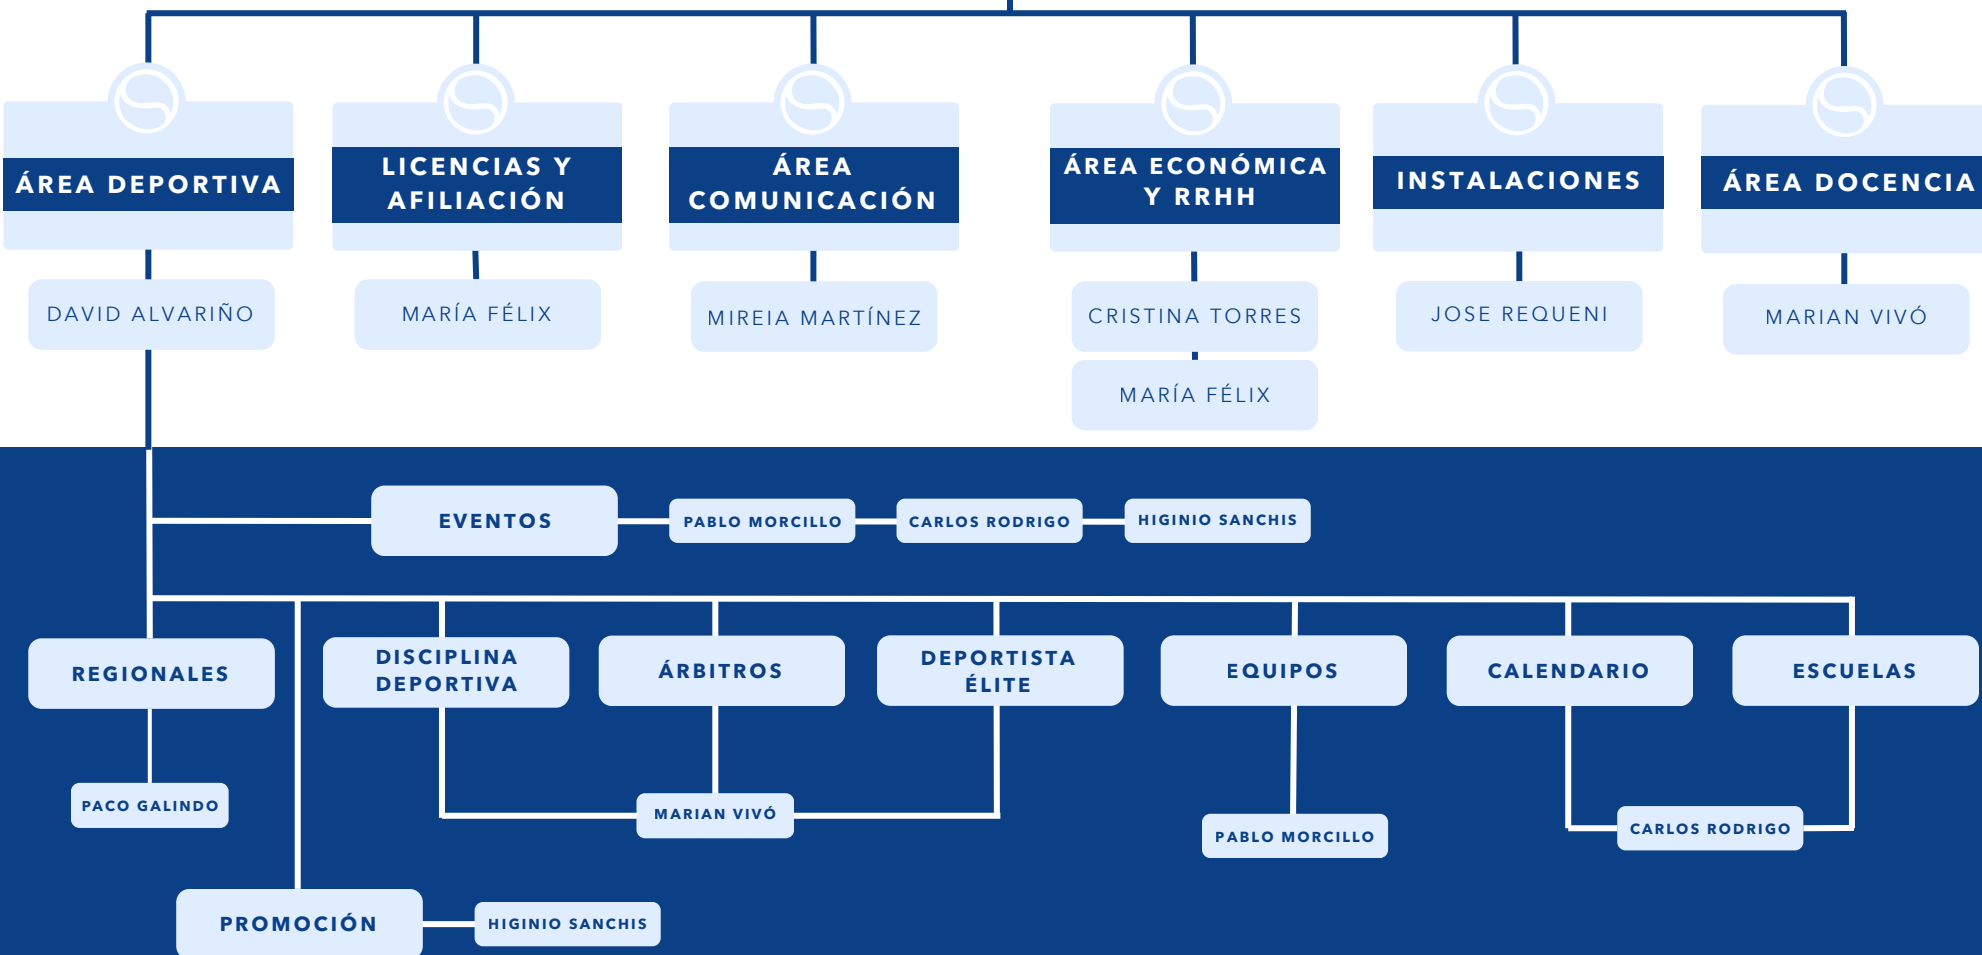 ÁREA DEPORTIVA
LICENCIAS Y
AFILIACIÓN
ÁREA
COMUNICACIÓN
ÁREA ECONÓMICA
Y RRHH
INSTALACIONES
ÁREA DOCENCIA
DAVID ALVARIÑO
MARÍA FÉLIX
MIREIA MARTÍNEZ
CRISTINA TORRES
MARÍA FÉLIX
JOSE REQUENI
MARIAN VIVÓ
EVENTOS
PABLO MORCILLO
CARLOS RODRIGO
HIGINIO SANCHIS
REGIONALES
DISCIPLINA
DEPORTIVA
ÁRBITROS
DEPORTISTA
ÉLITE
EQUIPOS
CALENDARIO
ESCUELAS
PACO GALINDO
MARIAN VIVÓ
PABLO MORCILLO
CARLOS RODRIGO
PROMOCIÓN
HIGINIO SANCHIS